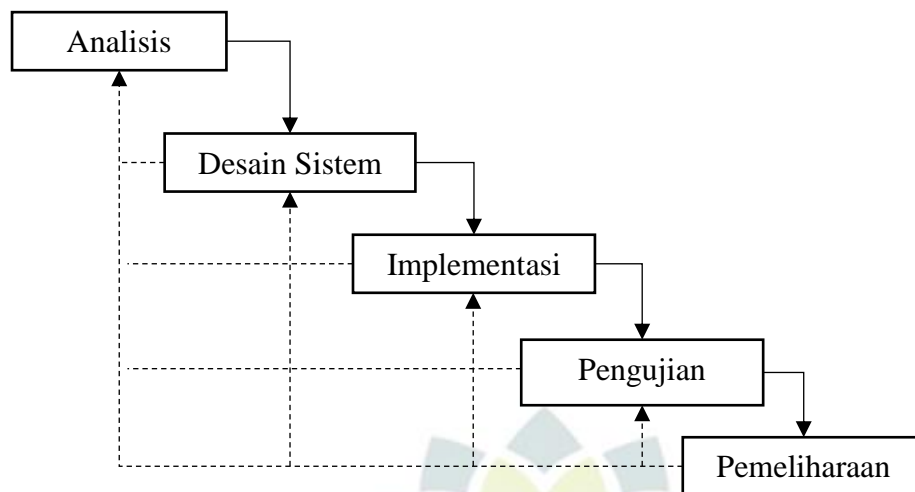 Analisis
Desain Sistem
Implementasi
Pengujian
Pemeliharaan